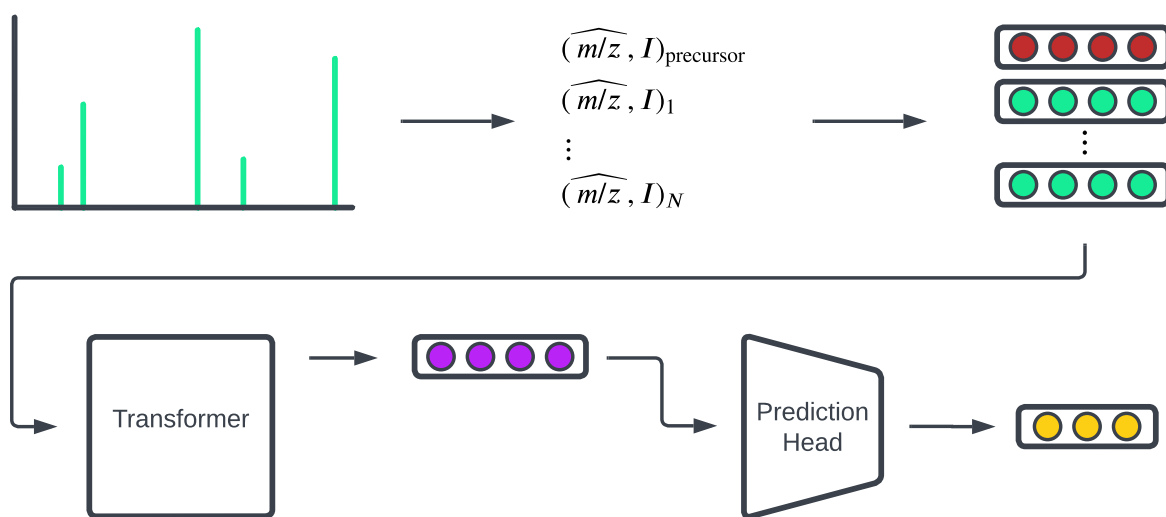 (m/z, I)precursor
(m/z, I)1
⋮
(m/z, I)N
⋮
Transformer
Prediction
Head